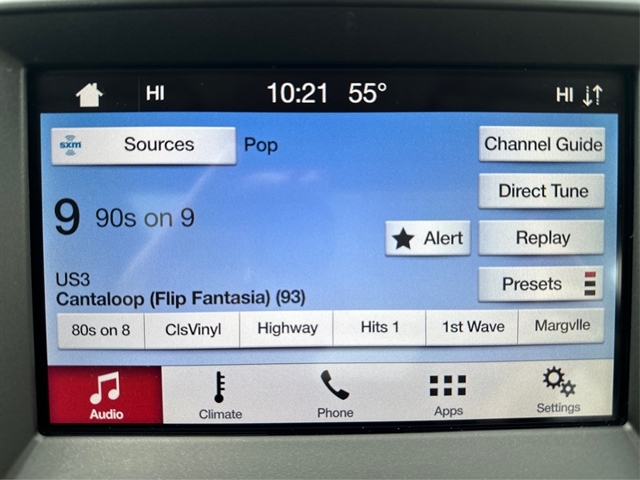 HI 10:21 55° HI
sxm Sources Pop Channel Guide
Direct Tune
9 90s on 9
Alert Replay
Presets
US3
Cantaloop (Flip Fantasia) (93)
80s on 8 ClsVinyl Highway Hits 1 1st Wave Margvlle
Audio Climate Phone Apps Settings